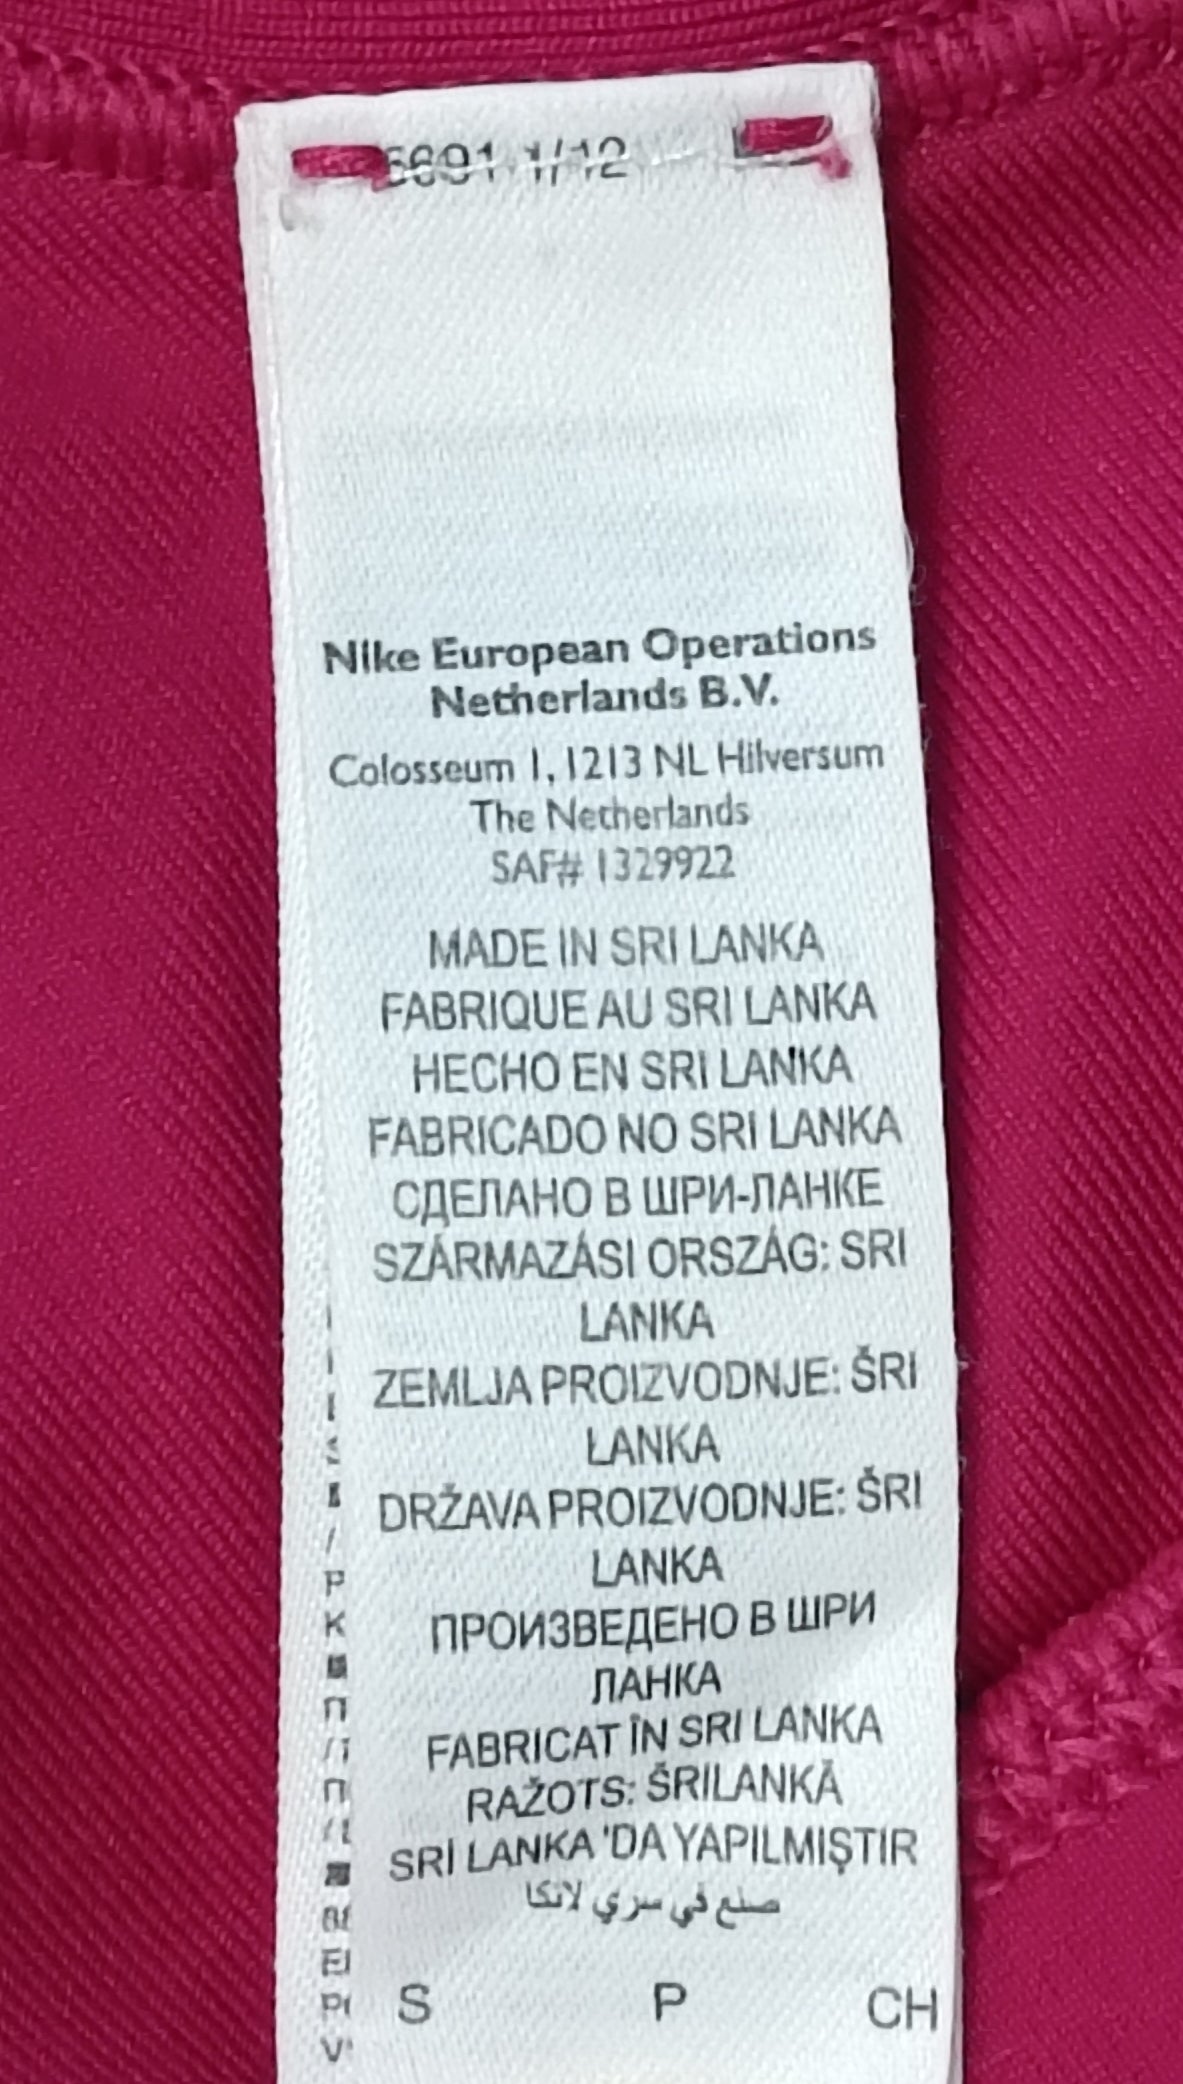 1/12
Nike European Operations
Netherlands B.V.
Colosseum 1, 1213 NL Hilversum
The Netherlands
SAF# 1329922
MADE IN SRI LANKA
FABRIQUE AU SRI LANKA
HECHO EN SRI LANKA
FABRICADO NO SRI LANKA
СДЕЛАНО В ШРИ-ЛАНКЕ
SZÁRMAZÁSI ORSZÁG: SRI
LANKA
ZEMLJA PROIZVODNJE: ŠRI
LANKA
DRŽAVA PROIZVODNJE: ŠRI
LANKA
ПРОИЗВЕДЕНО В ШРИ
ЛАНКА
FABRICAT ÎN SRI LANKA
RAŽOTS: ŠRILANKĀ
SRİ LANKA 'DA YAPILMIŞTIR
صنع في سري لانكا
S P CH